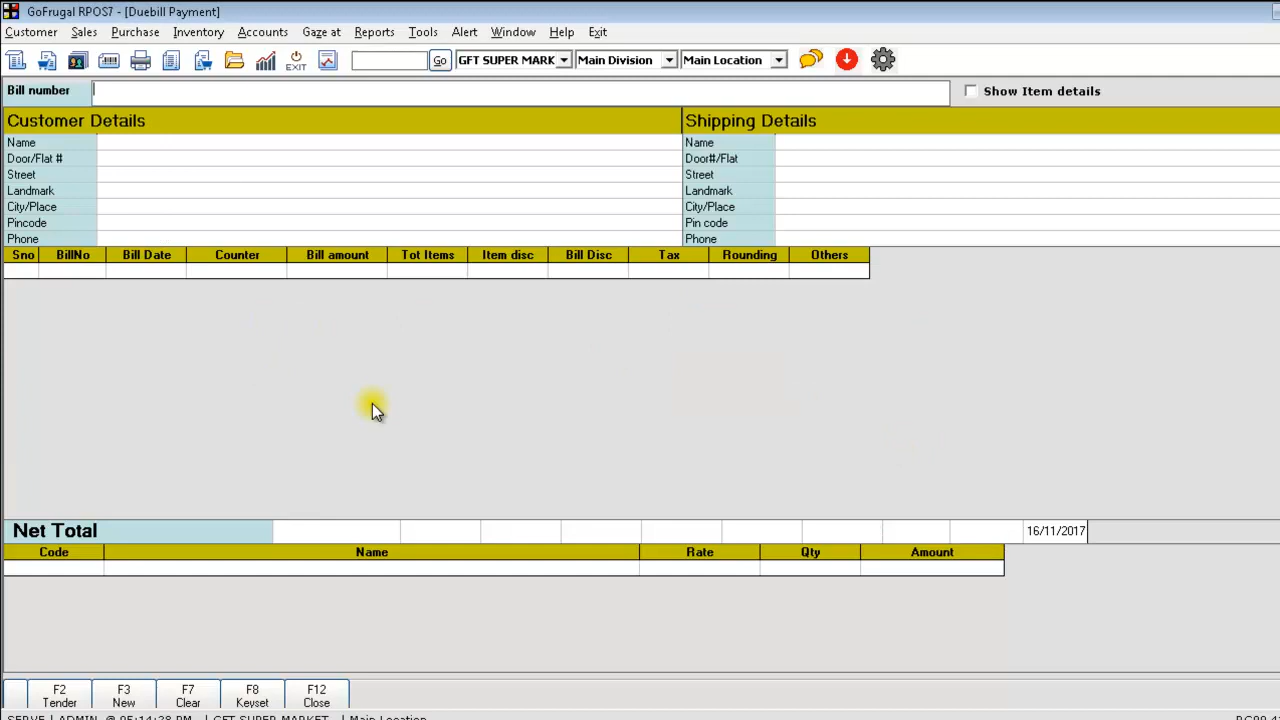 GoFrugal RPOS7 - [Duebill Payment]
Customer Sales Purchase Inventory Accounts Gaze at Reports Tools Alert Window Help Exit
EXIT Go GFT SUPER MARK Main Division Main Location
Bill number Show Item details
Customer Details Shipping Details
Name Name
Door/Flat # Door#/Flat
Street Street
Landmark Landmark
City/Place City/Place
Pincode Pin code
Phone Phone
Sno BillNo Bill Date Counter Bill amount Tot Items Item disc Bill Disc Tax Rounding Others
Net Total 16/11/2017
Code Name Rate Qty Amount
F2 F3 F7 F8 F12
Tender New Clear Keyset Close